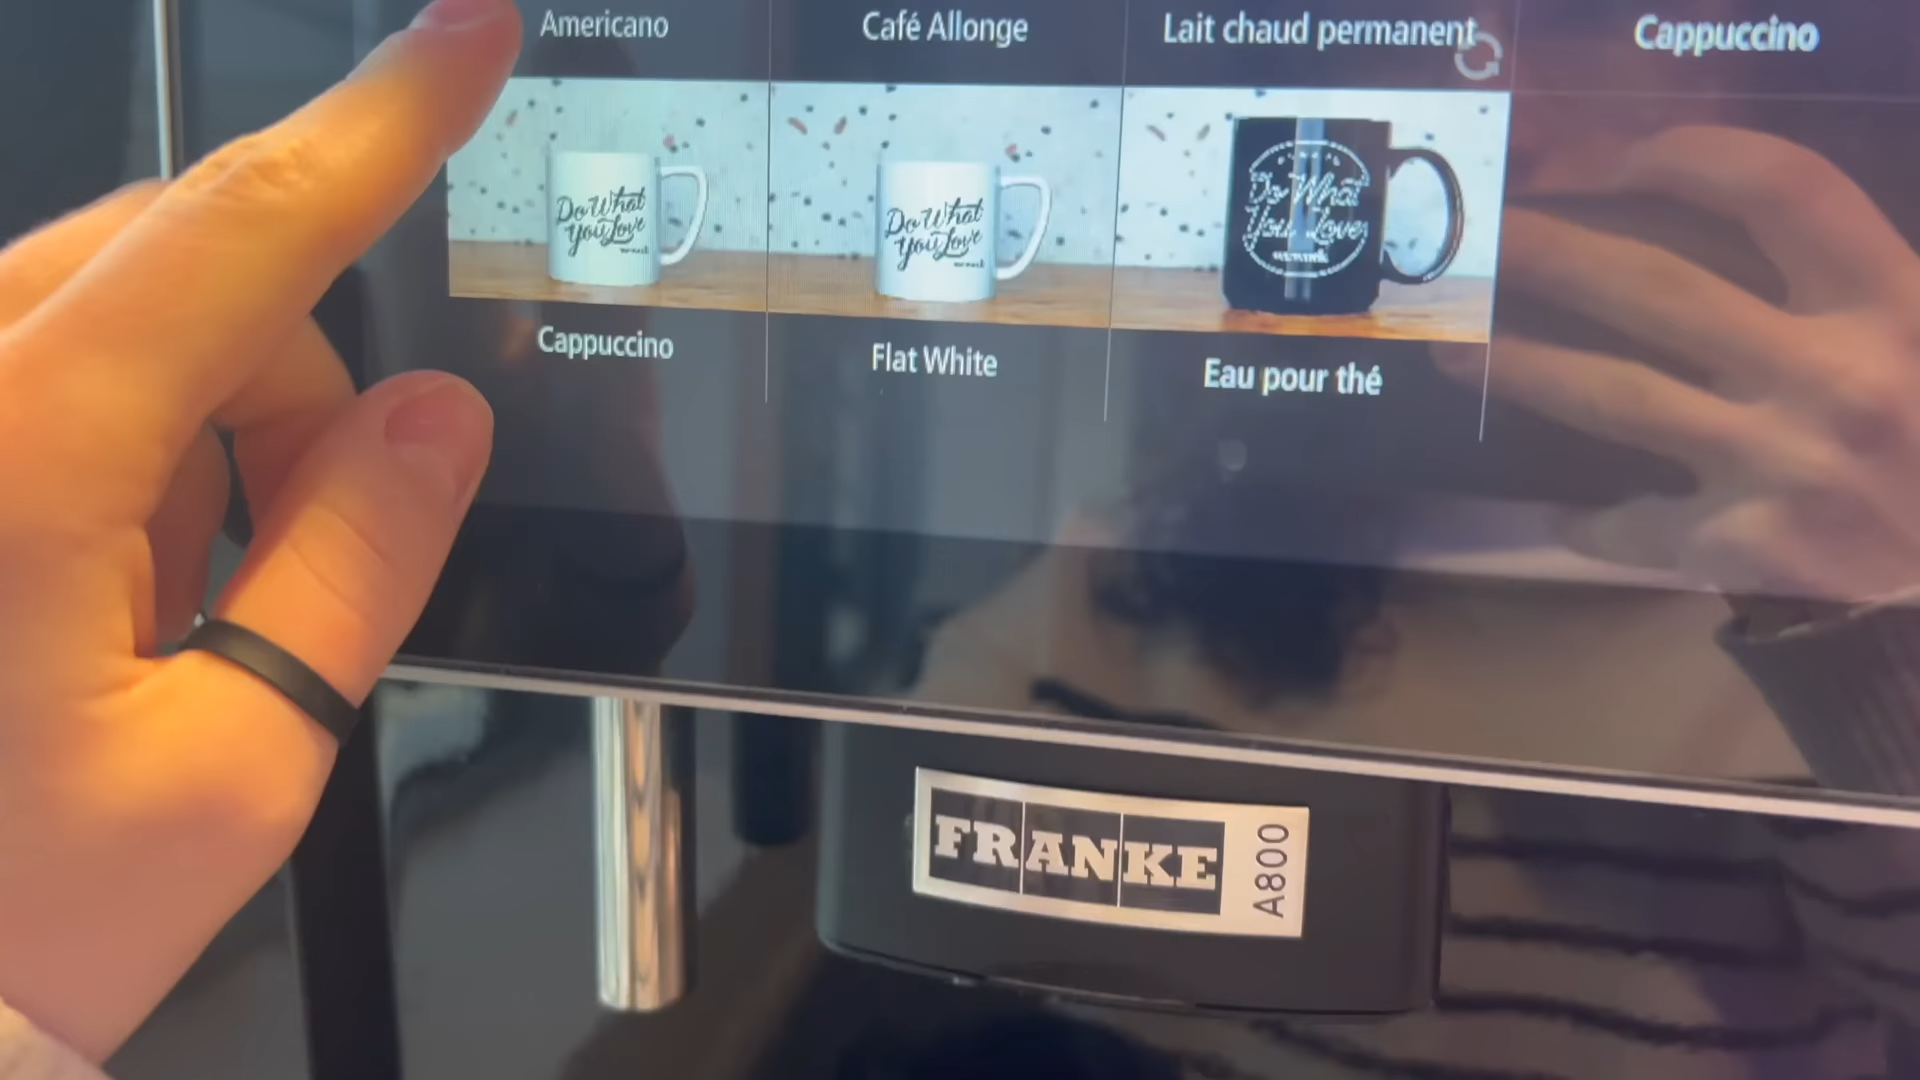 Americano
Café Allonge
Lait chaud permanent
Cappuccino
Do What
You Love
Do What
You Love
Do What
You Love
wework
Cappuccino
Flat White
Eau pour thé
FRANKE
A800